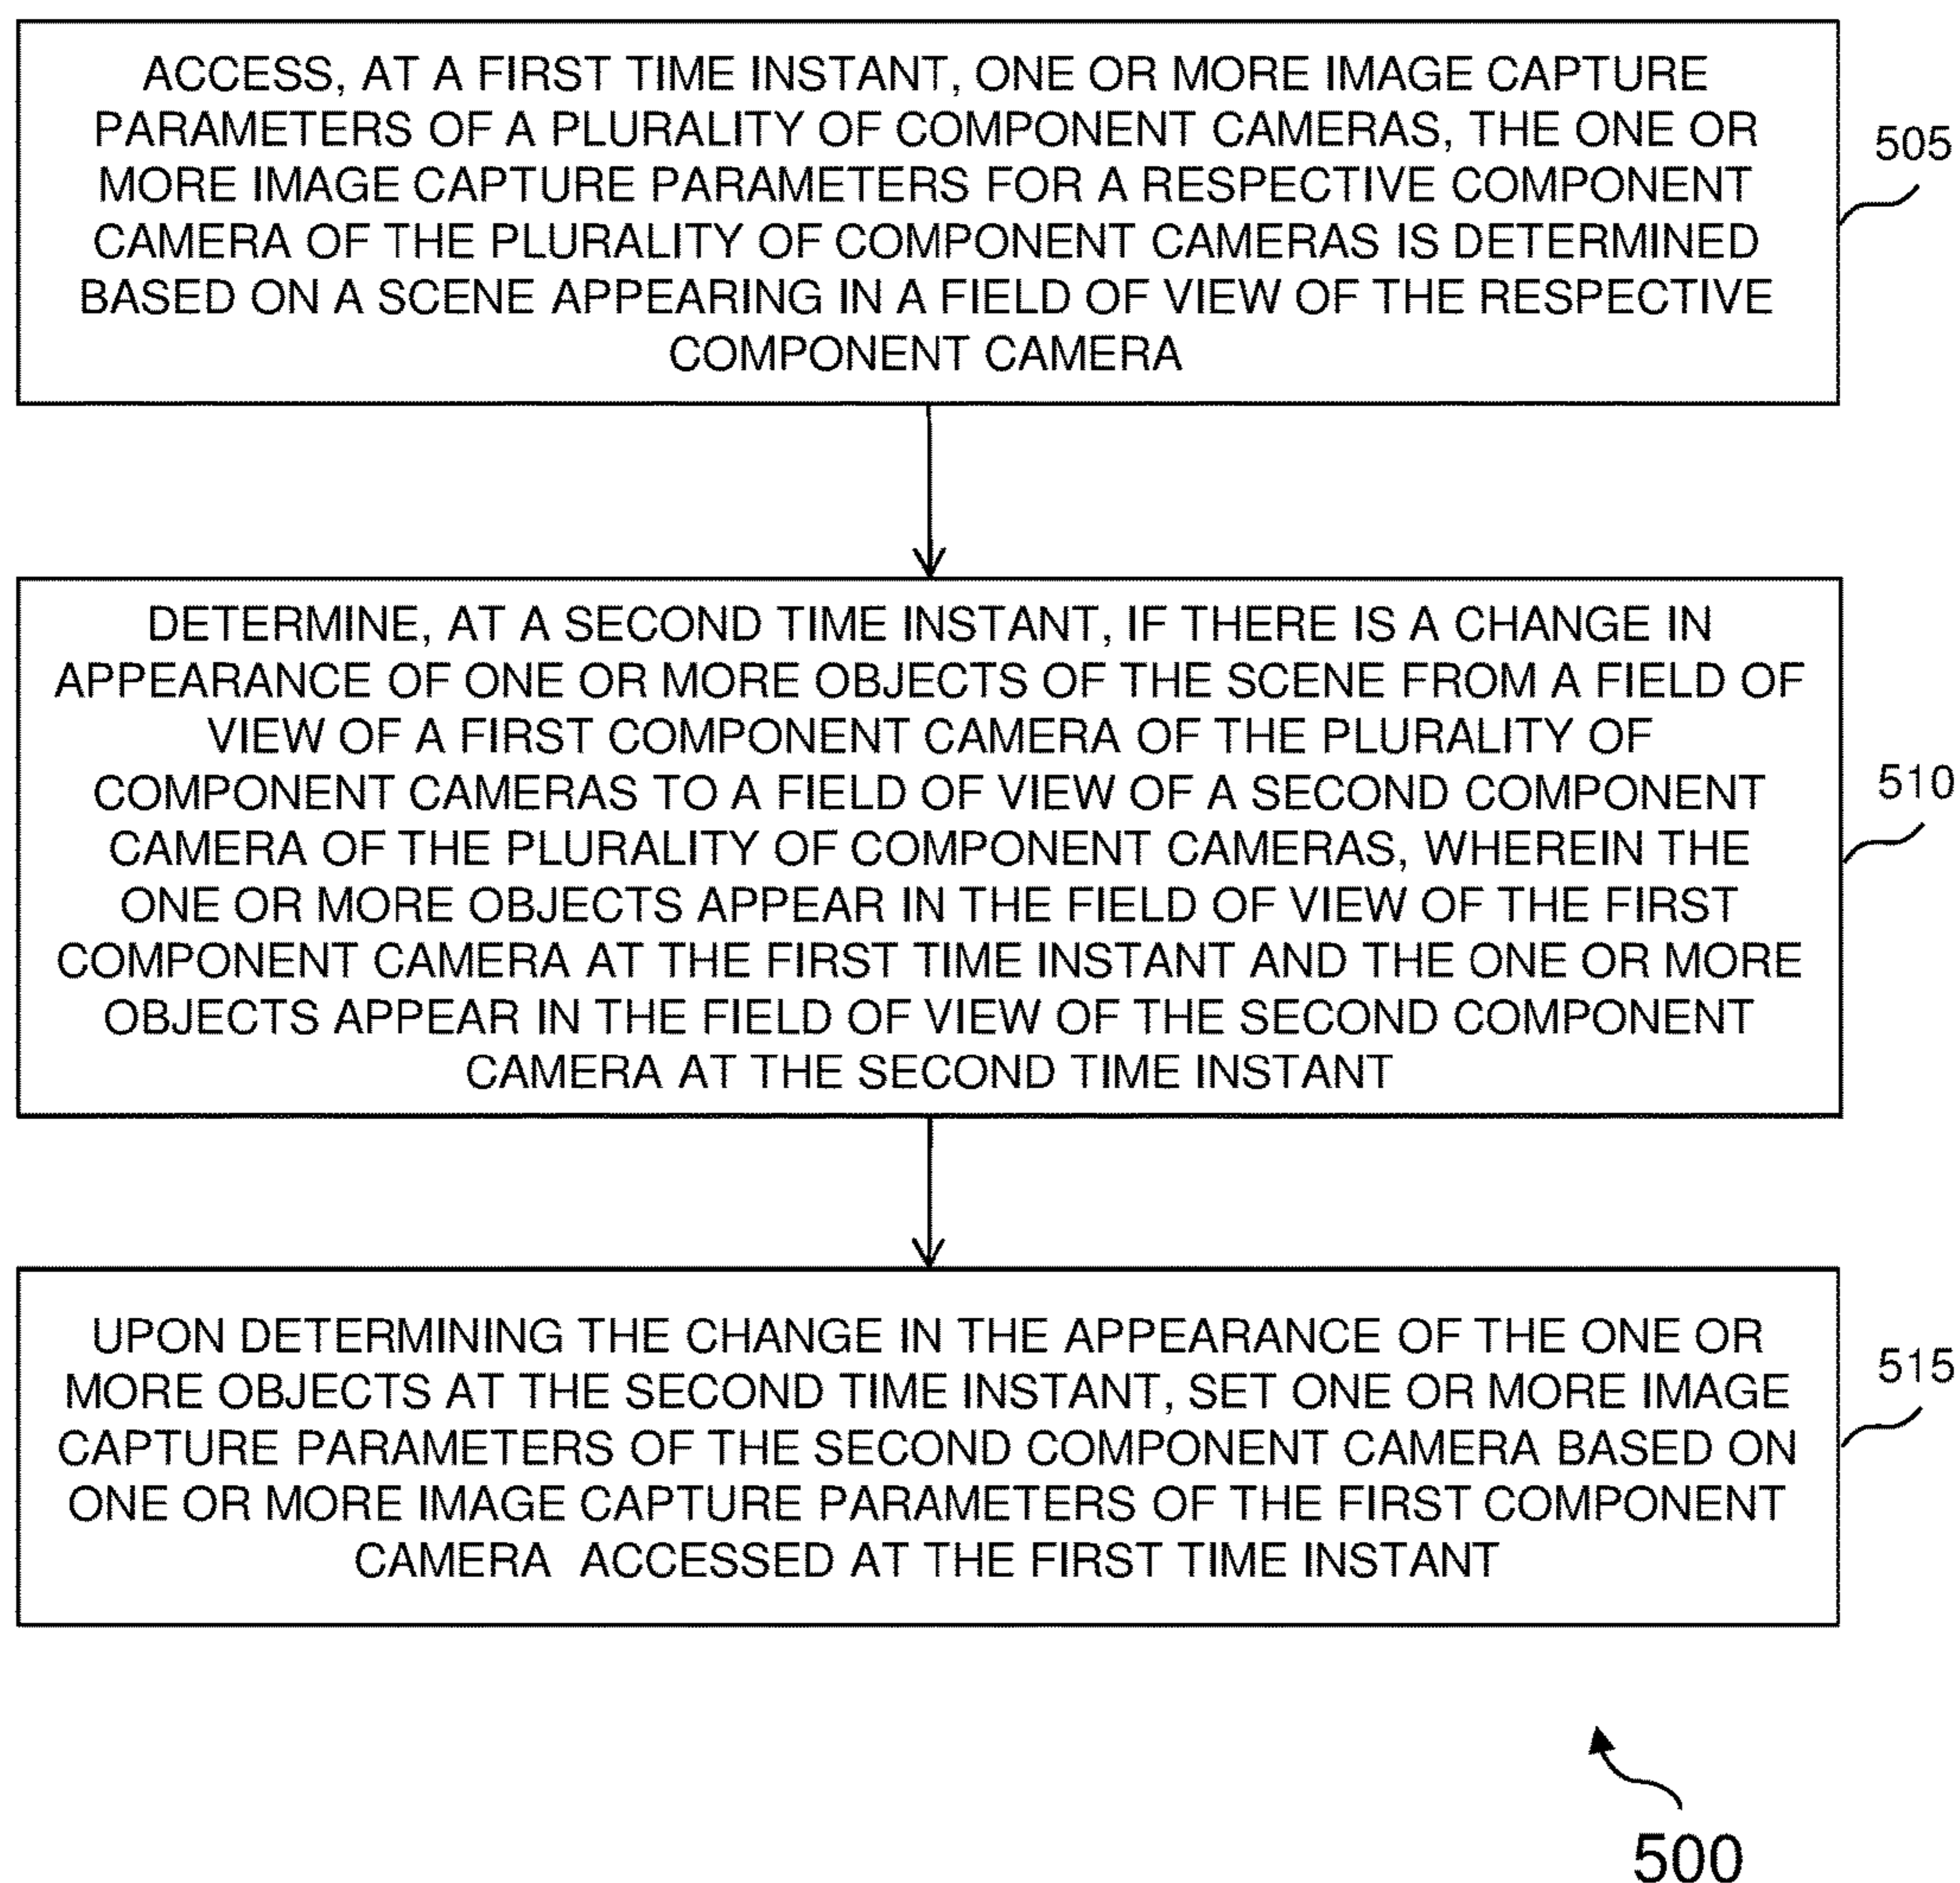 ACCESS, AT A FIRST TIME INSTANT, ONE OR MORE IMAGE CAPTURE
PARAMETERS OF A PLURALITY OF COMPONENT CAMERAS, THE ONE OR
MORE IMAGE CAPTURE PARAMETERS FOR A RESPECTIVE COMPONENT
CAMERA OF THE PLURALITY OF COMPONENT CAMERAS IS DETERMINED
BASED ON A SCENE APPEARING IN A FIELD OF VIEW OF THE RESPECTIVE
COMPONENT CAMERA
505
DETERMINE, AT A SECOND TIME INSTANT, IF THERE IS A CHANGE IN
APPEARANCE OF ONE OR MORE OBJECTS OF THE SCENE FROM A FIELD OF
VIEW OF A FIRST COMPONENT CAMERA OF THE PLURALITY OF
COMPONENT CAMERAS TO A FIELD OF VIEW OF A SECOND COMPONENT
CAMERA OF THE PLURALITY OF COMPONENT CAMERAS, WHEREIN THE
ONE OR MORE OBJECTS APPEAR IN THE FIELD OF VIEW OF THE FIRST
COMPONENT CAMERA AT THE FIRST TIME INSTANT AND THE ONE OR MORE
OBJECTS APPEAR IN THE FIELD OF VIEW OF THE SECOND COMPONENT
CAMERA AT THE SECOND TIME INSTANT
510
UPON DETERMINING THE CHANGE IN THE APPEARANCE OF THE ONE OR
MORE OBJECTS AT THE SECOND TIME INSTANT, SET ONE OR MORE IMAGE
CAPTURE PARAMETERS OF THE SECOND COMPONENT CAMERA BASED ON
ONE OR MORE IMAGE CAPTURE PARAMETERS OF THE FIRST COMPONENT
CAMERA ACCESSED AT THE FIRST TIME INSTANT
515
500